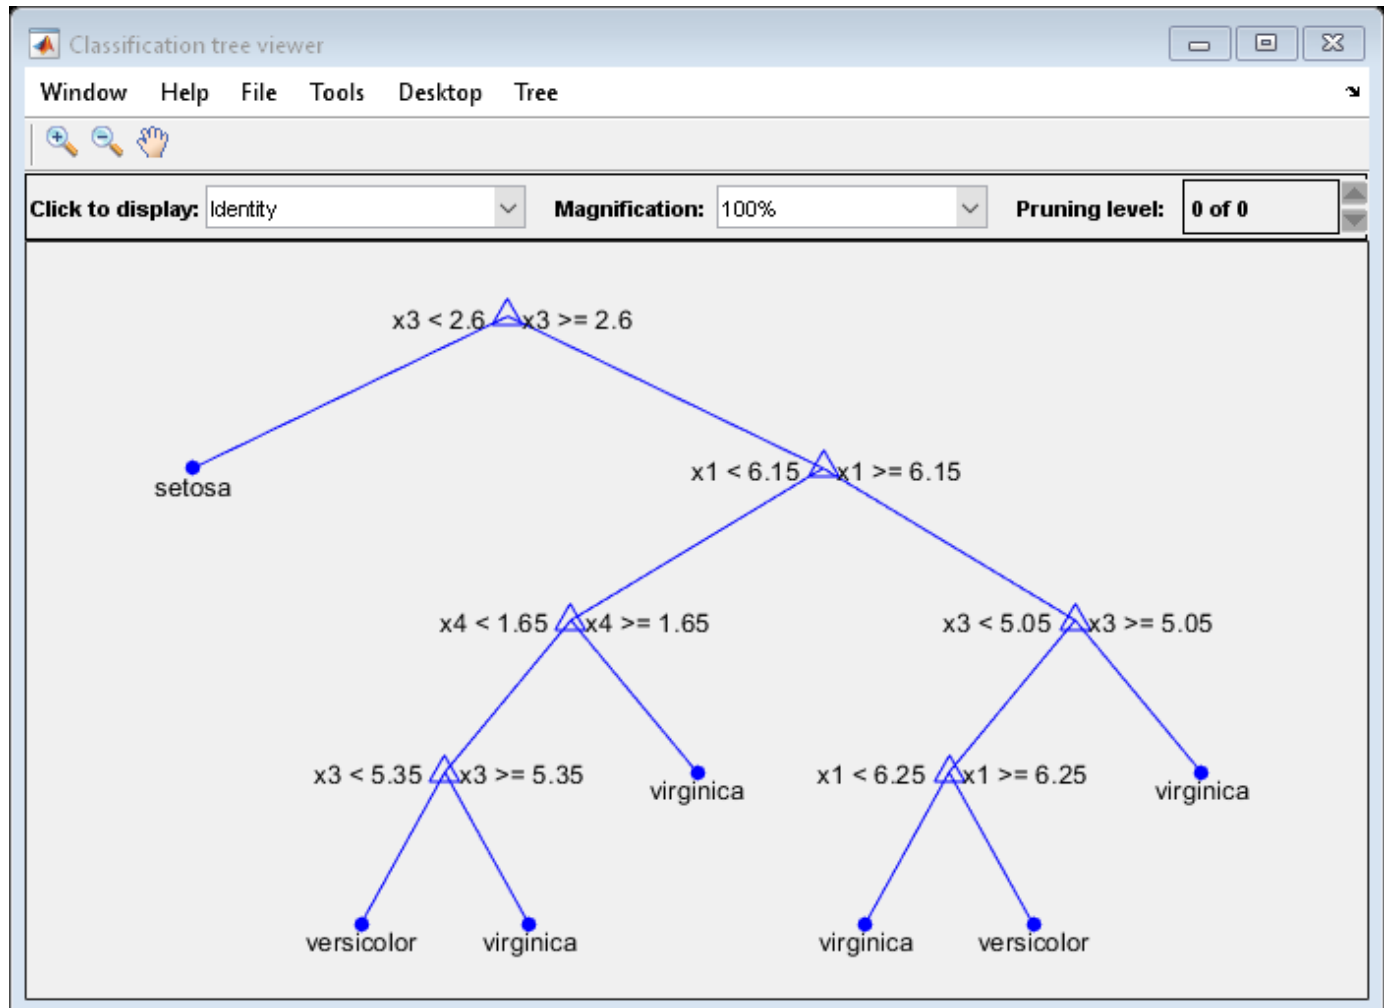 Classification tree viewer
Window Help File Tools Desktop Tree
Click to display: Identity Magnification: 100% Pruning level: 0 of 0
x3 < 2.6 x3 >= 2.6
setosa
x1 < 6.15 x1 >= 6.15
x4 < 1.65 x4 >= 1.65 x3 < 5.05 x3 >= 5.05
x3 < 5.35 x3 >= 5.35 virginica x1 < 6.25 x1 >= 6.25 virginica
versicolor virginica virginica versicolor